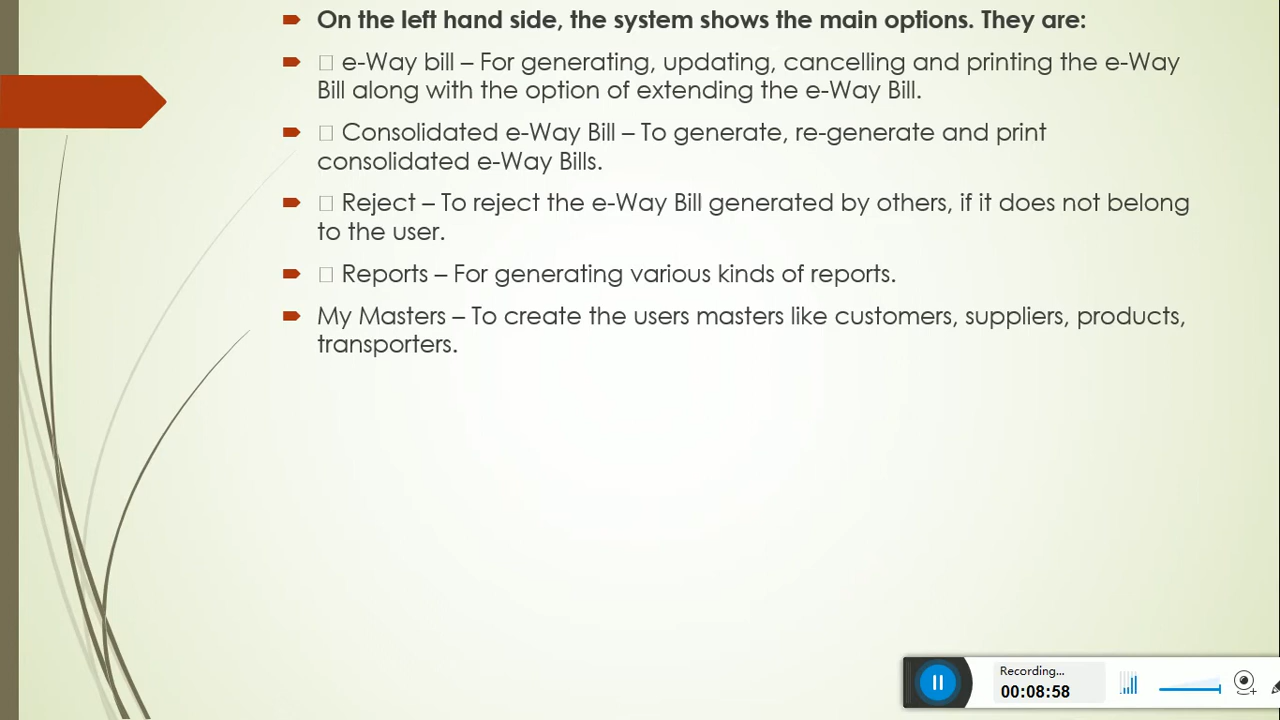 On the left hand side, the system shows the main options. They are:
□ e-Way bill – For generating, updating, cancelling and printing the e-Way
Bill along with the option of extending the e-Way Bill.
□ Consolidated e-Way Bill – To generate, re-generate and print
consolidated e-Way Bills.
□ Reject – To reject the e-Way Bill generated by others, if it does not belong
to the user.
□ Reports – For generating various kinds of reports.
My Masters – To create the users masters like customers, suppliers, products,
transporters.
Recording...
00:08:58